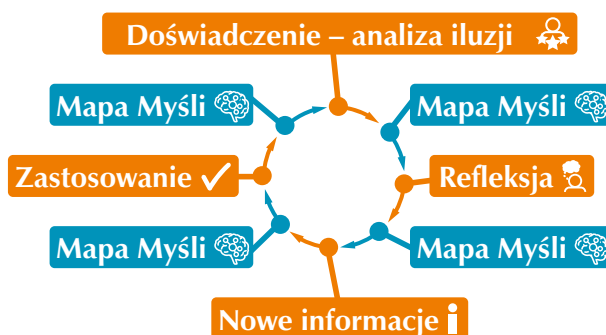 Doświadczenie – analiza iluzji
Mapa Myśli
Mapa Myśli
Zastosowanie
Refleksja
Mapa Myśli
Mapa Myśli
Nowe informacje